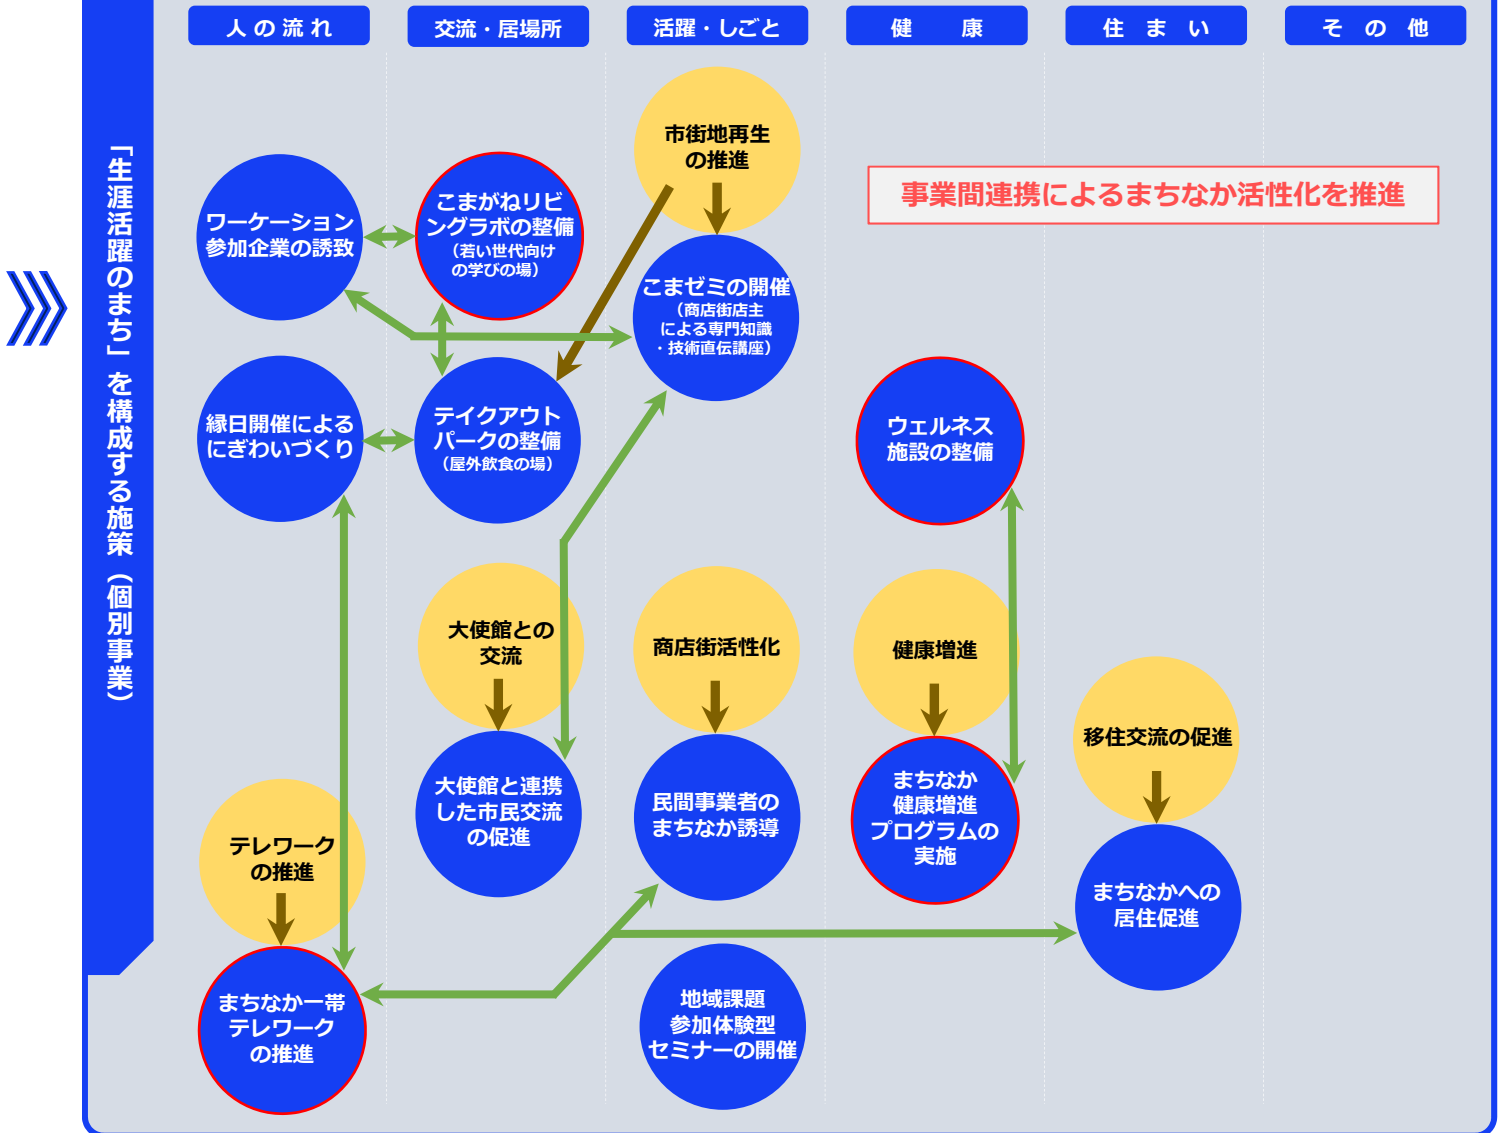 人の流れ
交流・居場所
活躍・しごと
健　康
住まい
その他
「生涯活躍のまち」を構成する施策（個別事業）
事業間連携によるまちなか活性化を推進
市街地再生
の推進
ワーケーション
参加企業の誘致
こまがねリビ
ングラボの整備
（若い世代向け
の学びの場）
こまゼミの開催
（商店街店主
による専門知識
・技術直伝講座）
縁日開催による
にぎわいづくり
テイクアウト
パークの整備
（屋外飲食の場）
ウェルネス
施設の整備
大使館との
交流
商店街活性化
健康増進
移住交流の促進
大使館と連携
した市民交流
の促進
民間事業者の
まちなか誘導
まちなか
健康増進
プログラムの
実施
テレワーク
の推進
まちなかへの
居住促進
まちなか一帯
テレワーク
の推進
地域課題
参加体験型
セミナーの開催